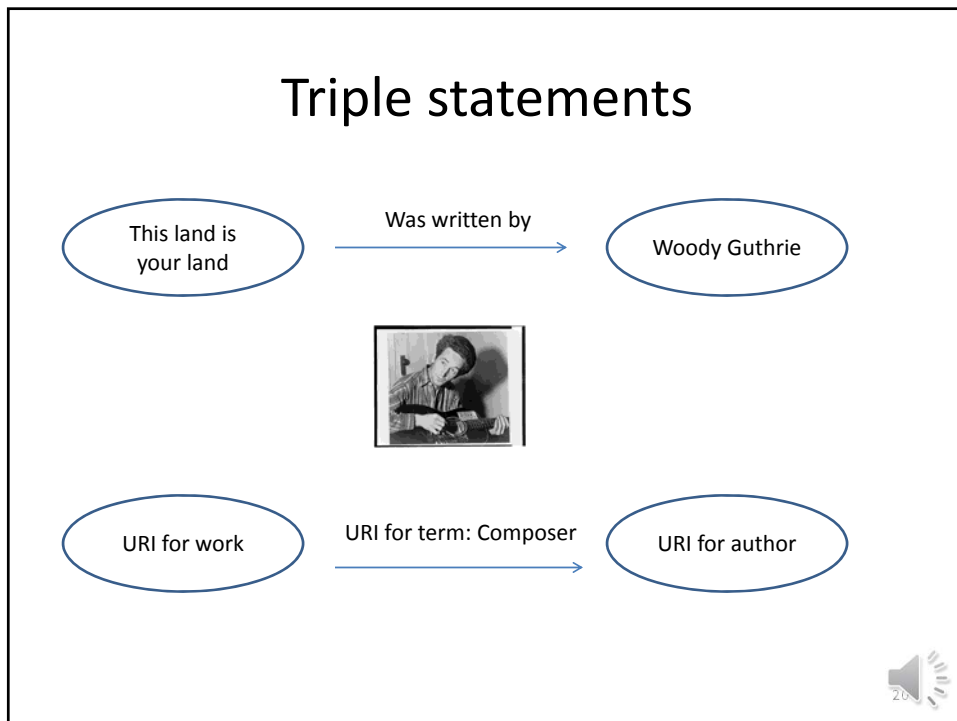 Triple statements
This land is
your land
Was written by
Woody Guthrie
URI for work
URI for term: Composer
URI for author